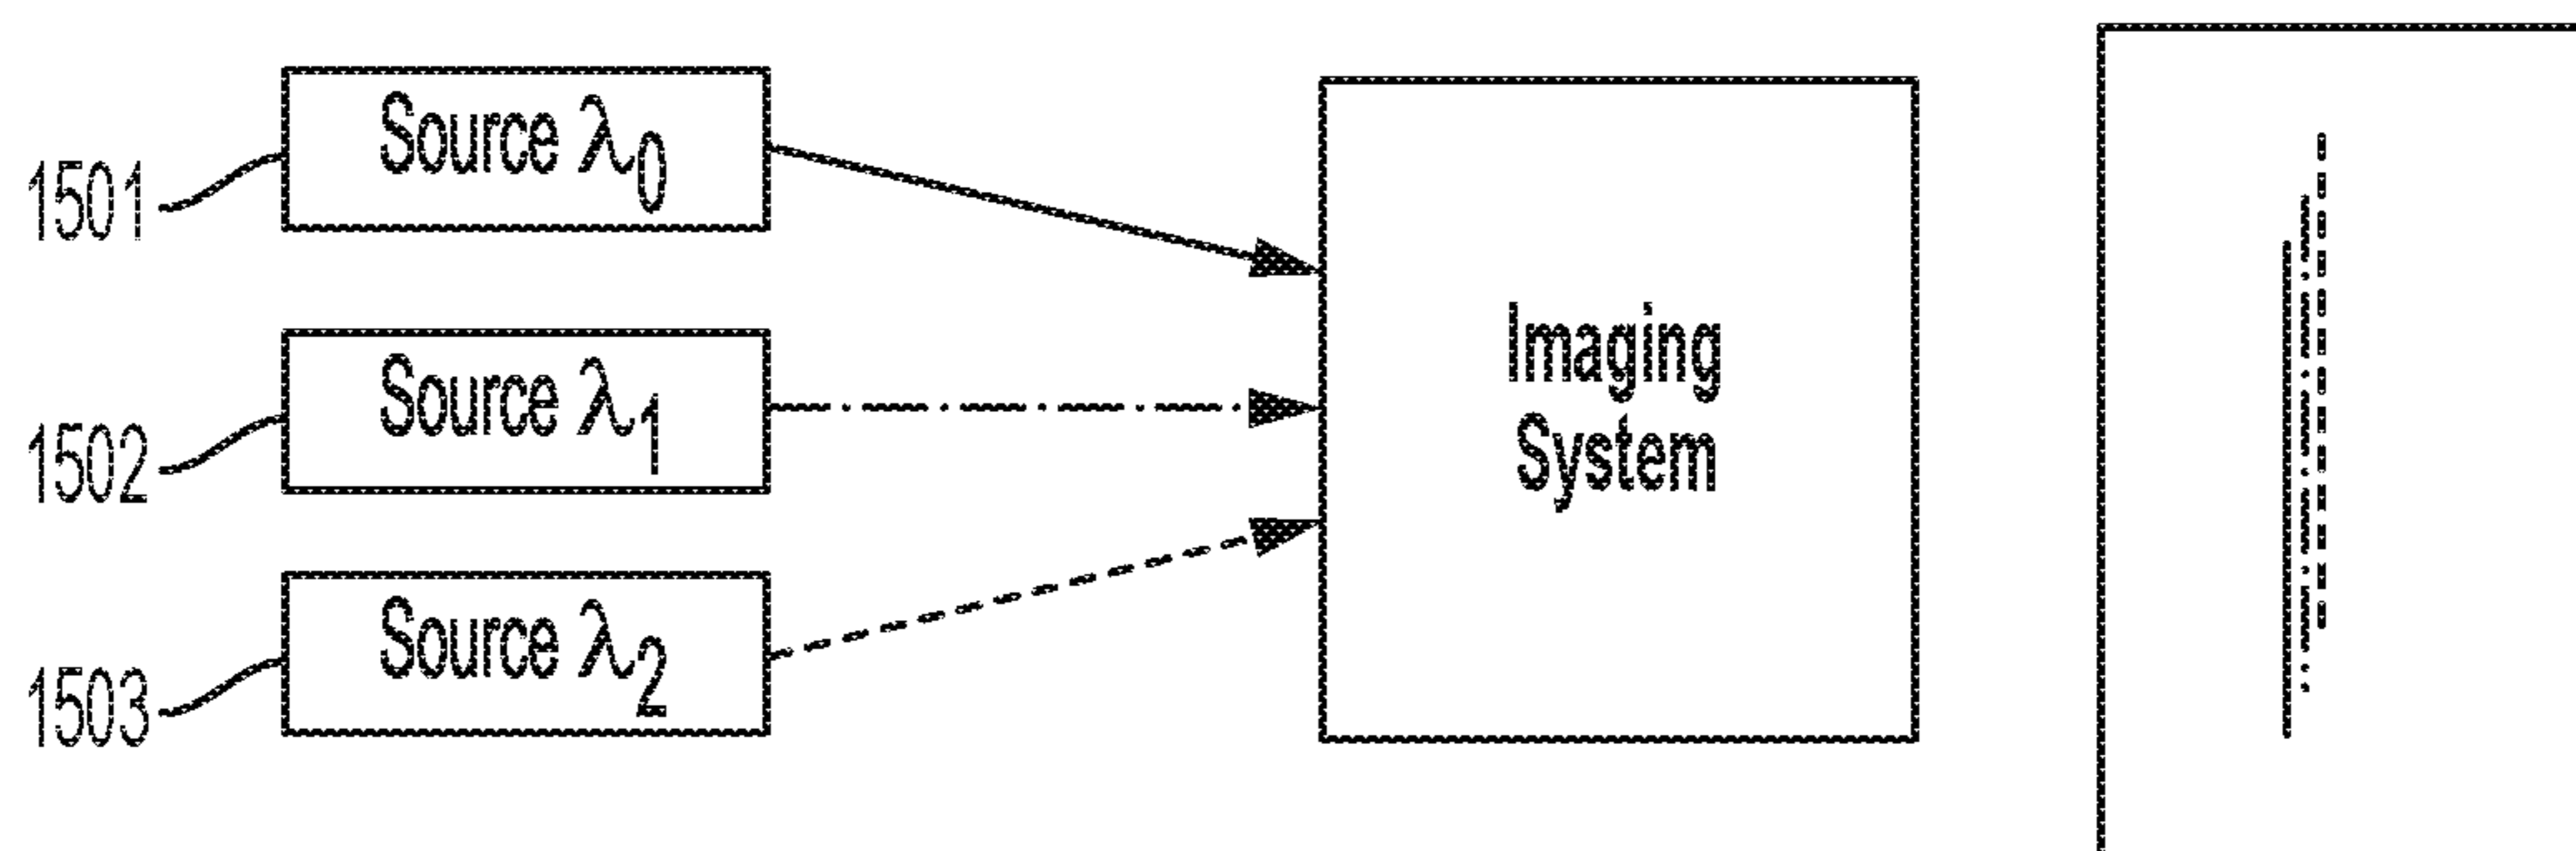 Source λ0
1501
Source λ1
1502
Source λ2
1503
Imaging
System